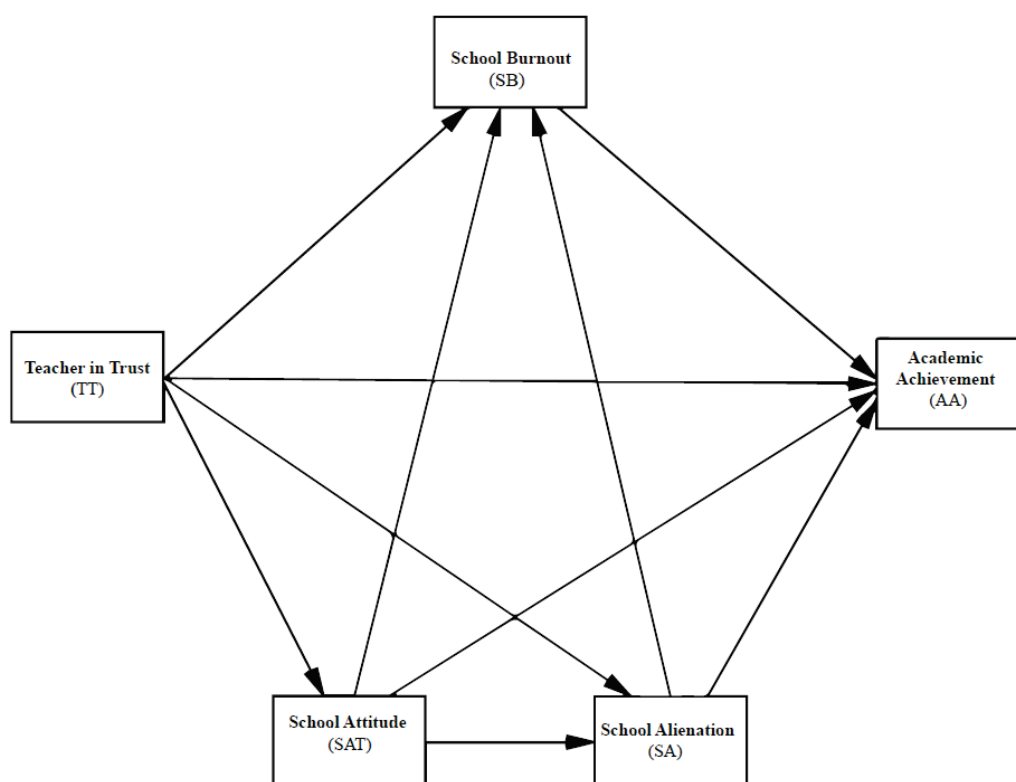 School Burnout
(SB)
Teacher in Trust
(TT)
Academic
Achievement
(AA)
School Attitude
(SAT)
School Alienation
(SA)